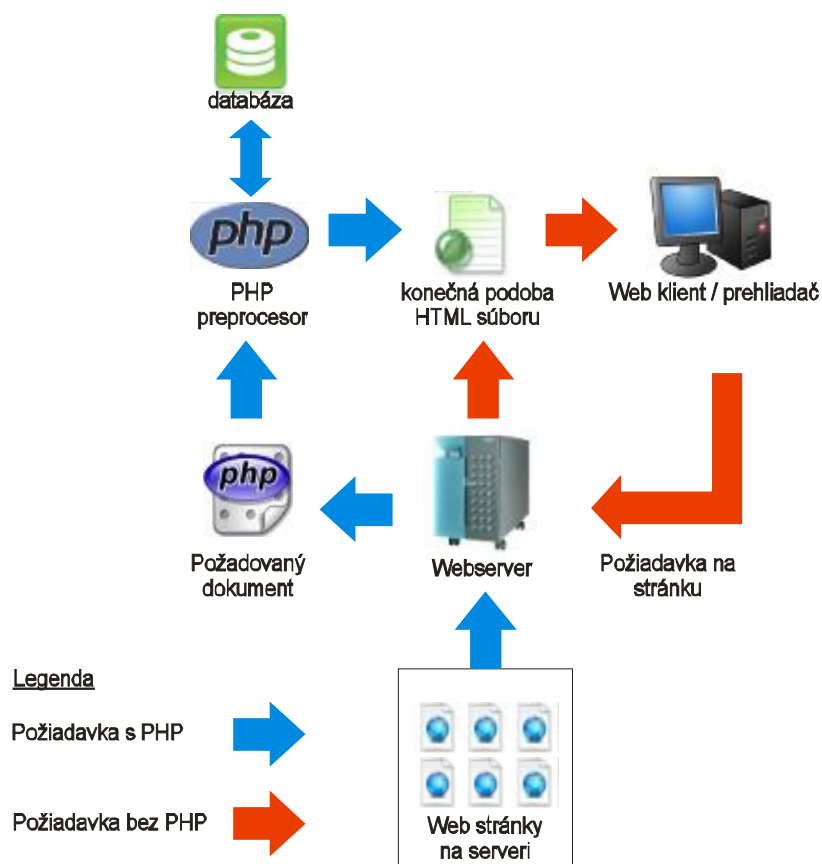 databáza
php
PHP
preprocesor
konečná podoba
HTML súboru
Web klient / prehliadač
php
Požadovaný
dokument
Webserver
Požiadavka na
stránku
Legenda
Požiadavka s PHP
Požiadavka bez PHP
Web stránky
na serveri